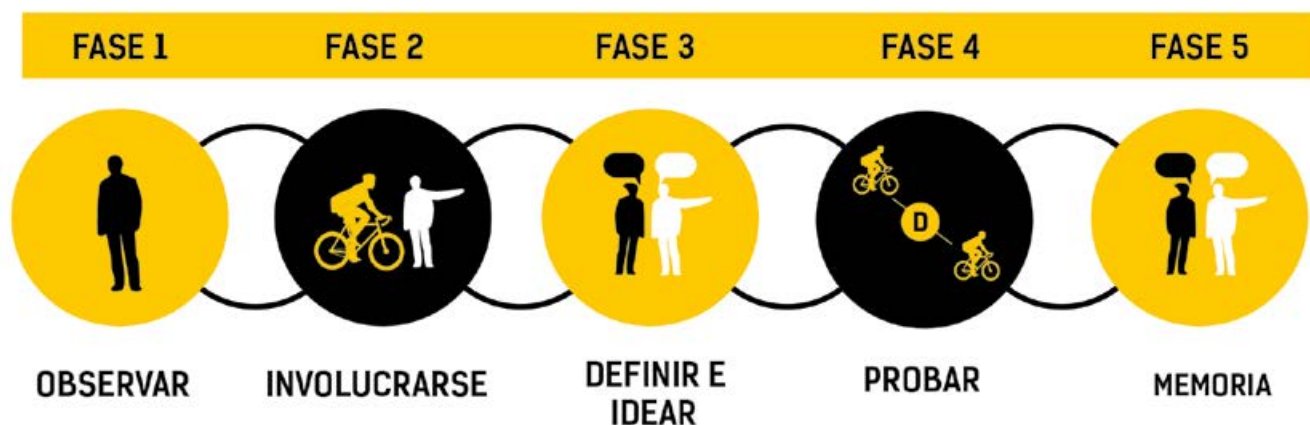 FASE 1
FASE 2
FASE 3
FASE 4
FASE 5
D
OBSERVAR
INVOLUCRARSE
DEFINIR E
IDEAR
PROBAR
MEMORIA